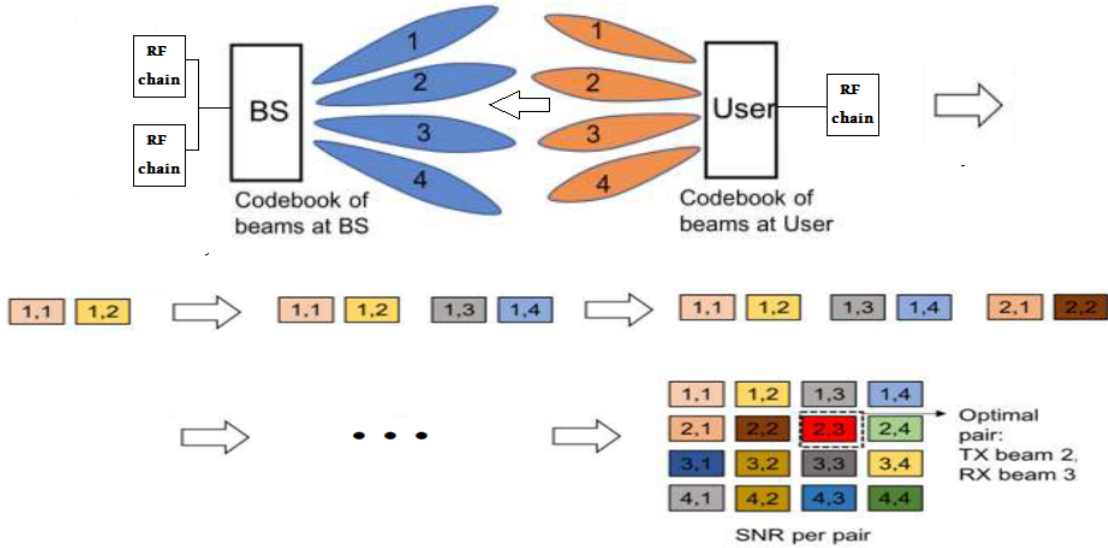 RF
chain
RF
chain
BS
1
2
3
4
1
2
3
4
User
RF
chain
Codebook of
beams at BS
Codebook of
beams at User
1,1 1,2
1,1 1,2 1,3 1,4
1,1 1,2 1,3 1,4 2,1 2,2
1,1 1,2 1,3 1,4
2,1 2,2 2,3 2,4
3,1 3,2 3,3 3,4
4,1 4,2 4,3 4,4
Optimal
pair:
TX beam 2,
RX beam 3
SNR per pair